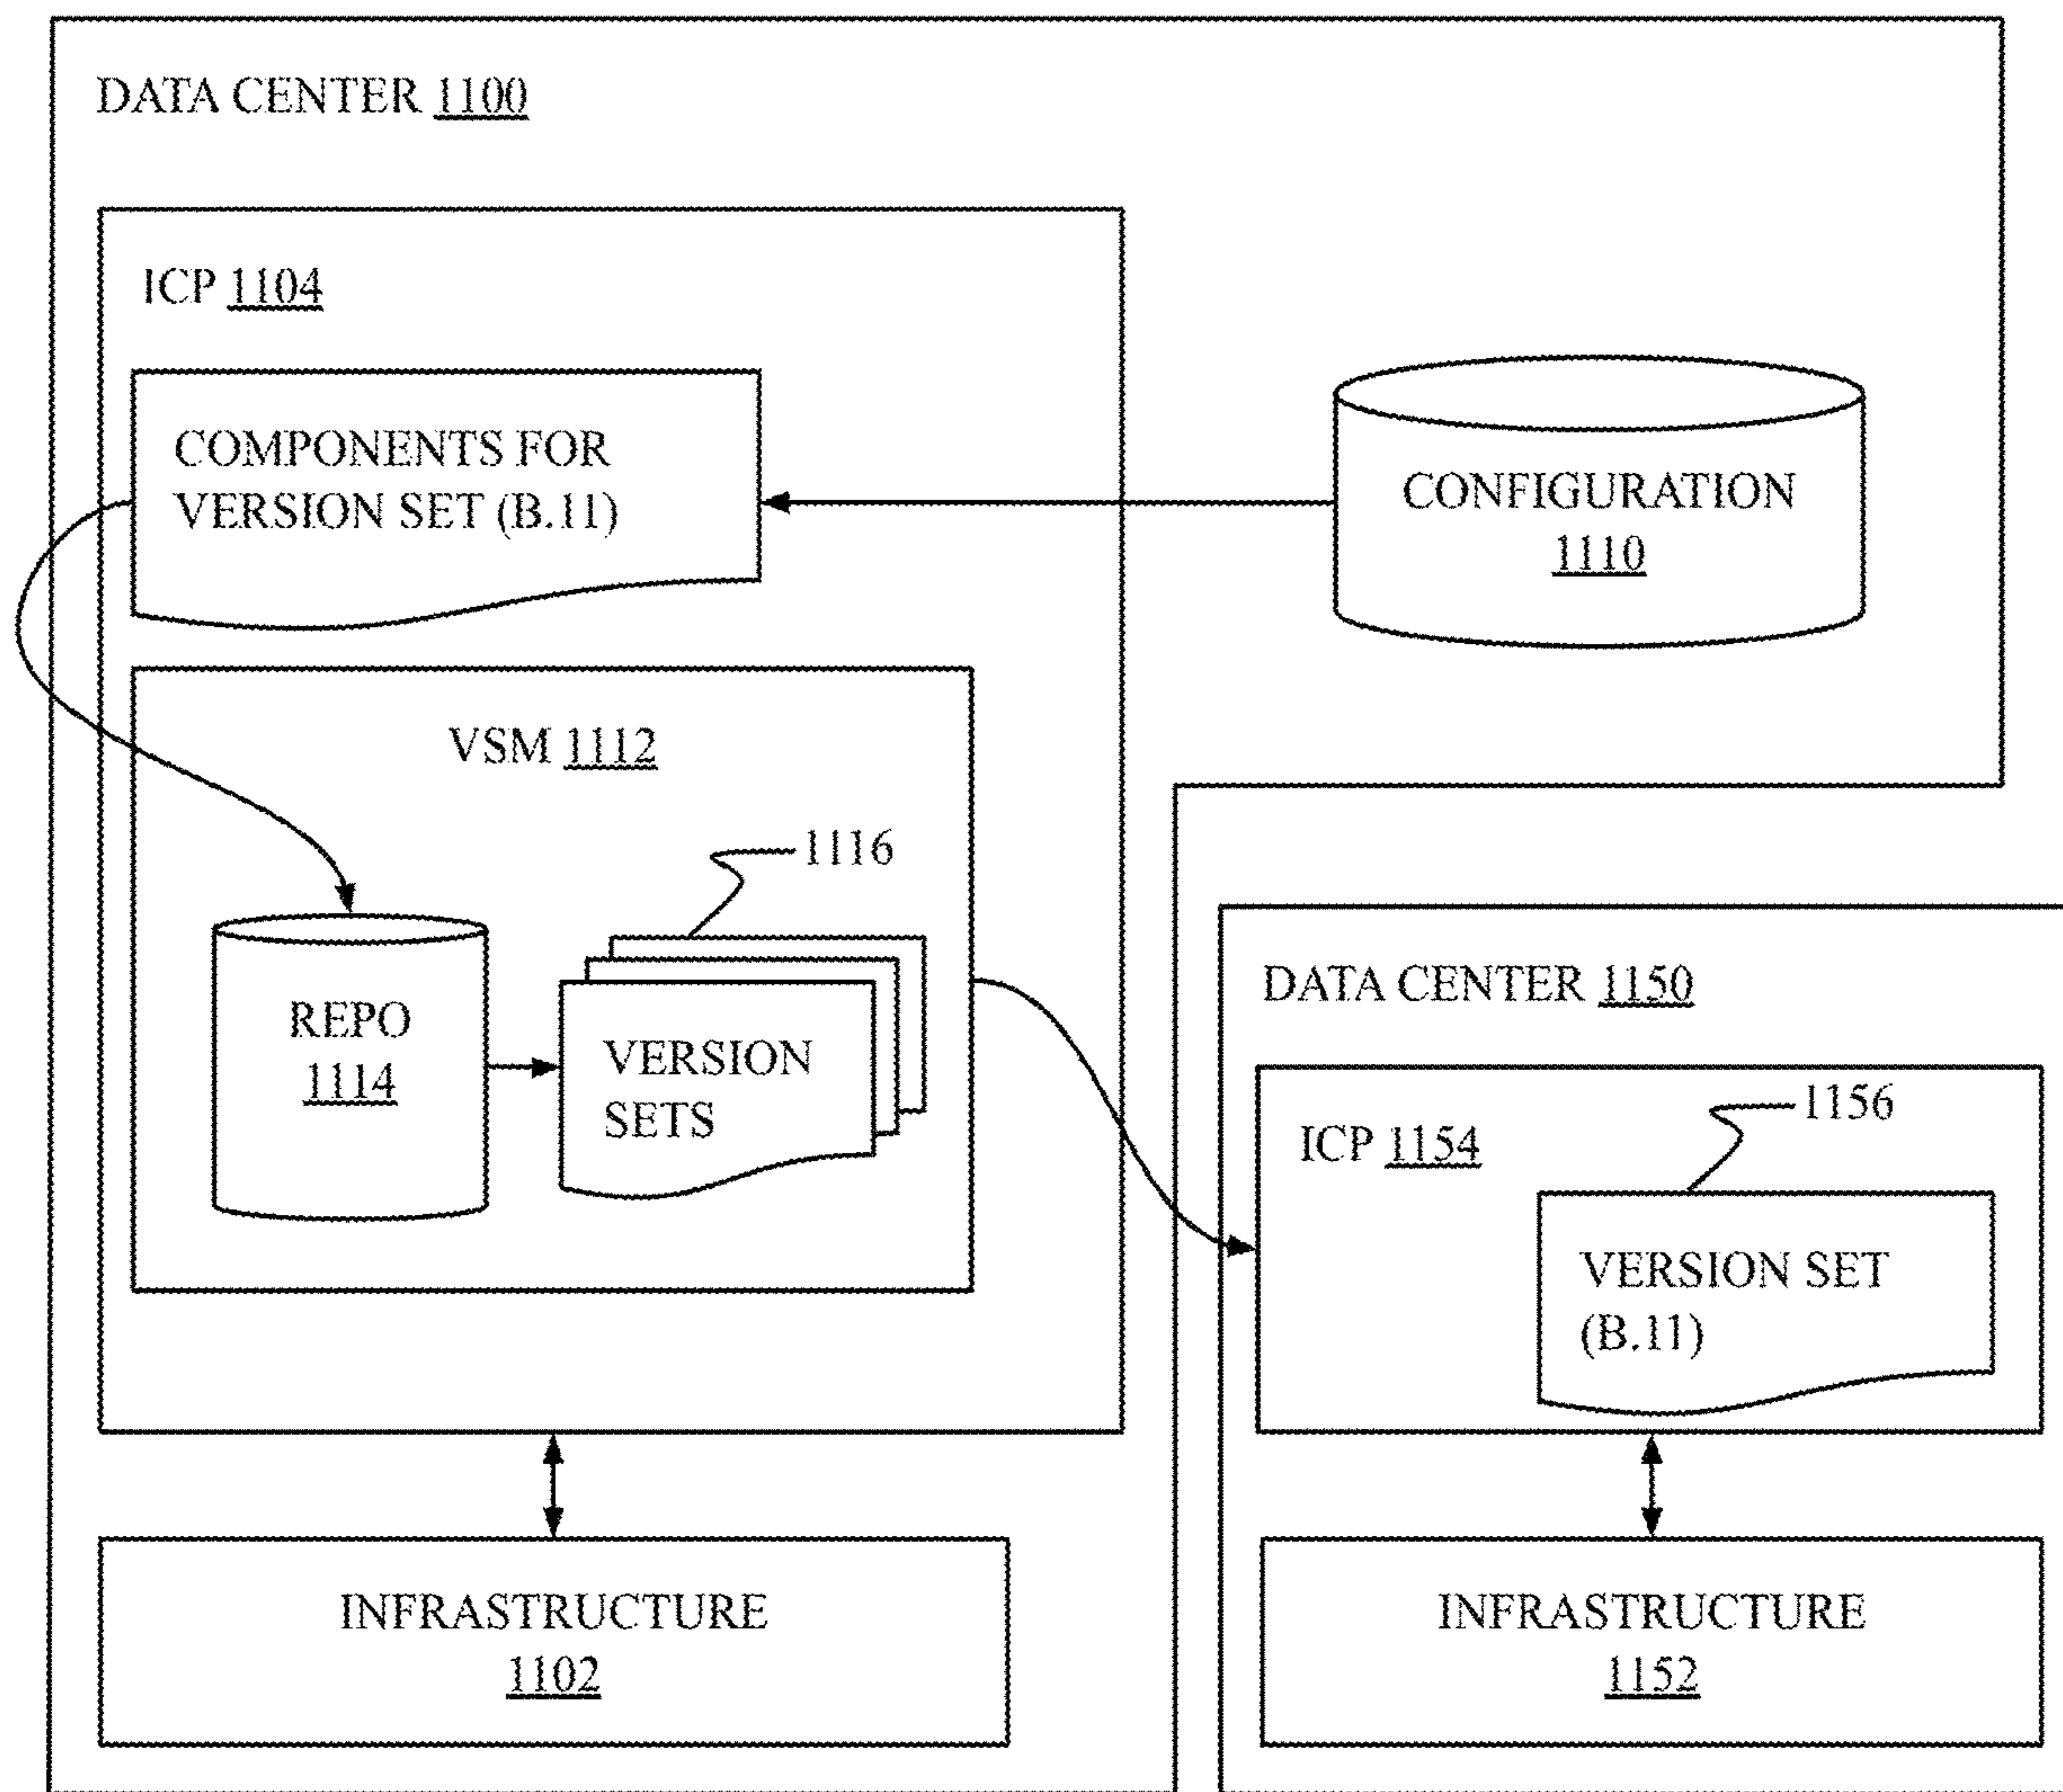 DATA CENTER 1100
ICP 1104
COMPONENTS FOR
VERSION SET (B.11)
CONFIGURATION
1110
VSM 1112
1116
REPO
1114
VERSION
SETS
DATA CENTER 1150
ICP 1154
1156
VERSION SET
(B.11)
INFRASTRUCTURE
1102
INFRASTRUCTURE
1152